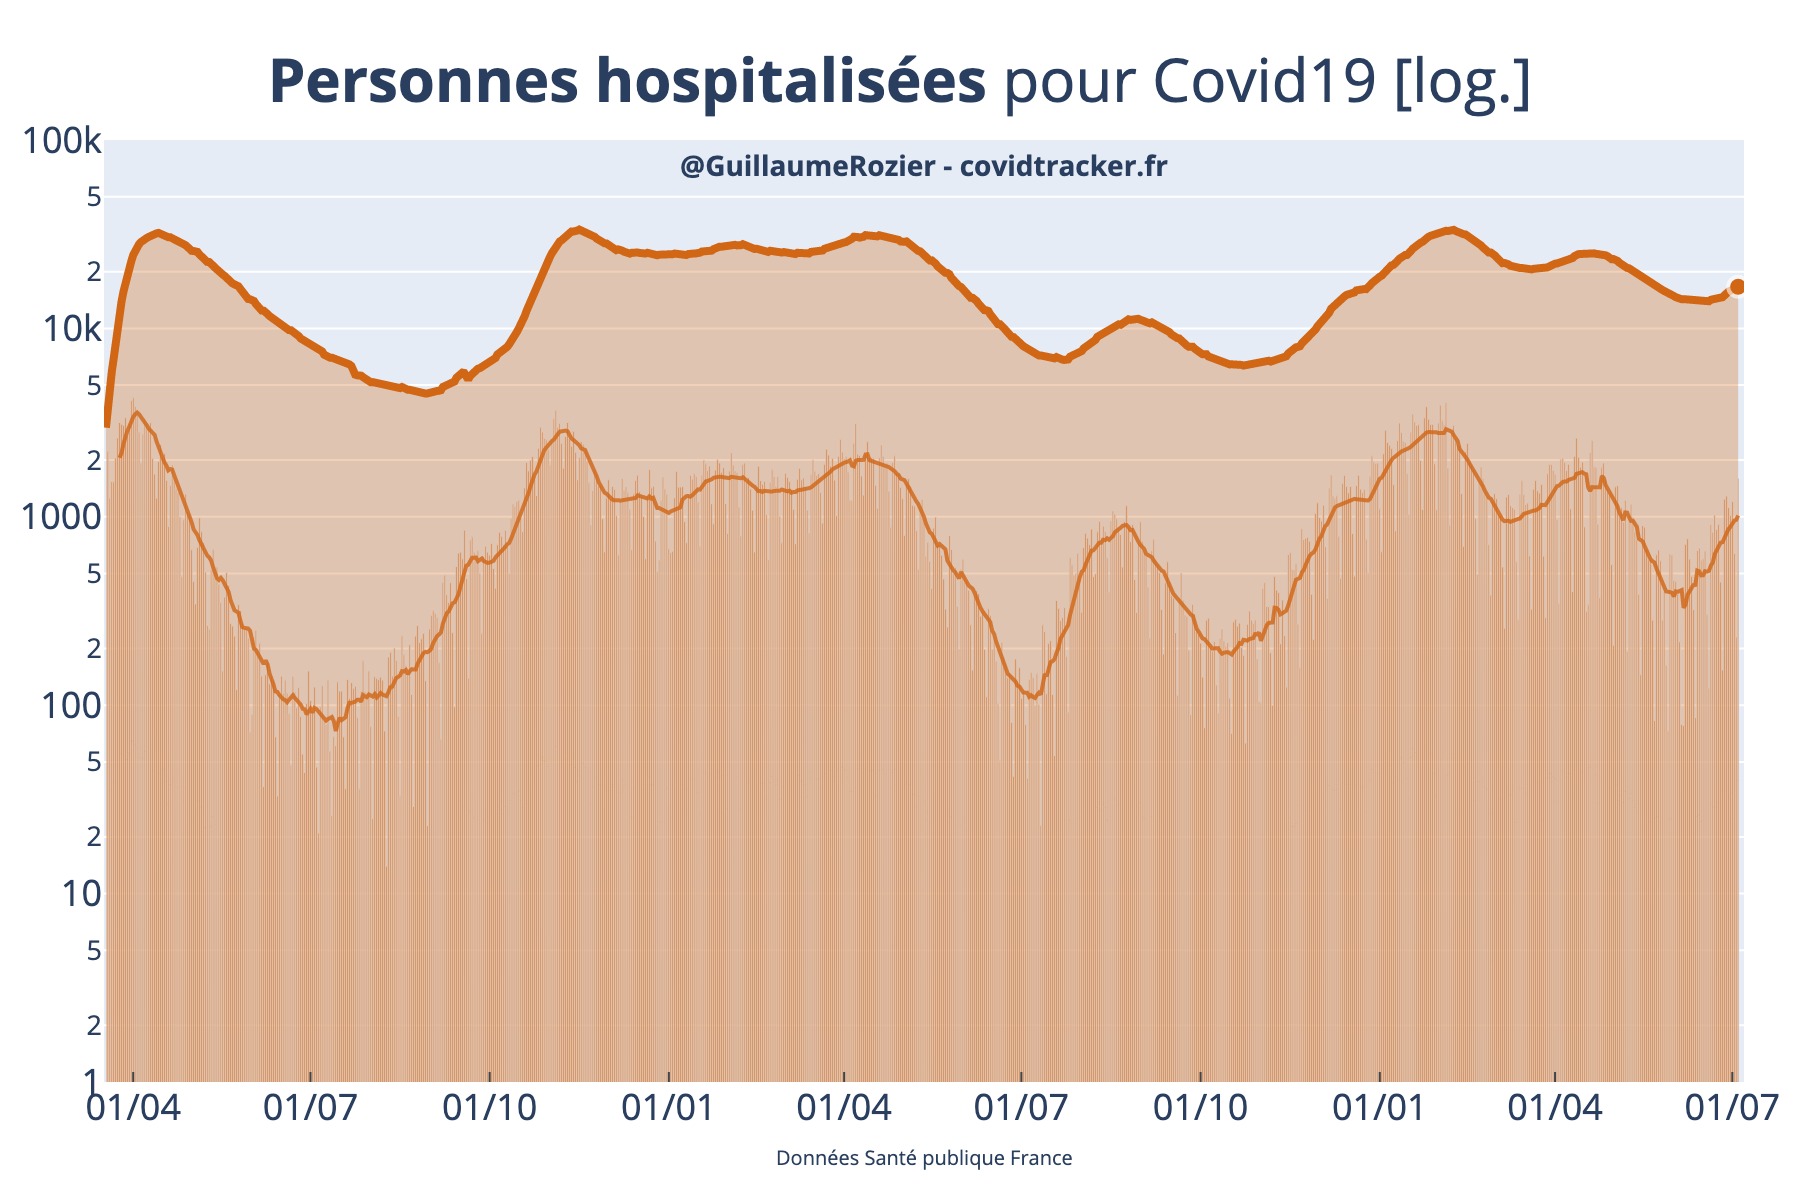 Personnes hospitalisées pour Covid19 [log.]
@GuillaumeRozier - covidtracker.fr
100k
5
2
10k
5
2
1000
5
2
100
5
2
10
5
2
1
01/04 01/07 01/10 01/01 01/04 01/07 01/10 01/01 01/04 01/07
Données Santé publique France